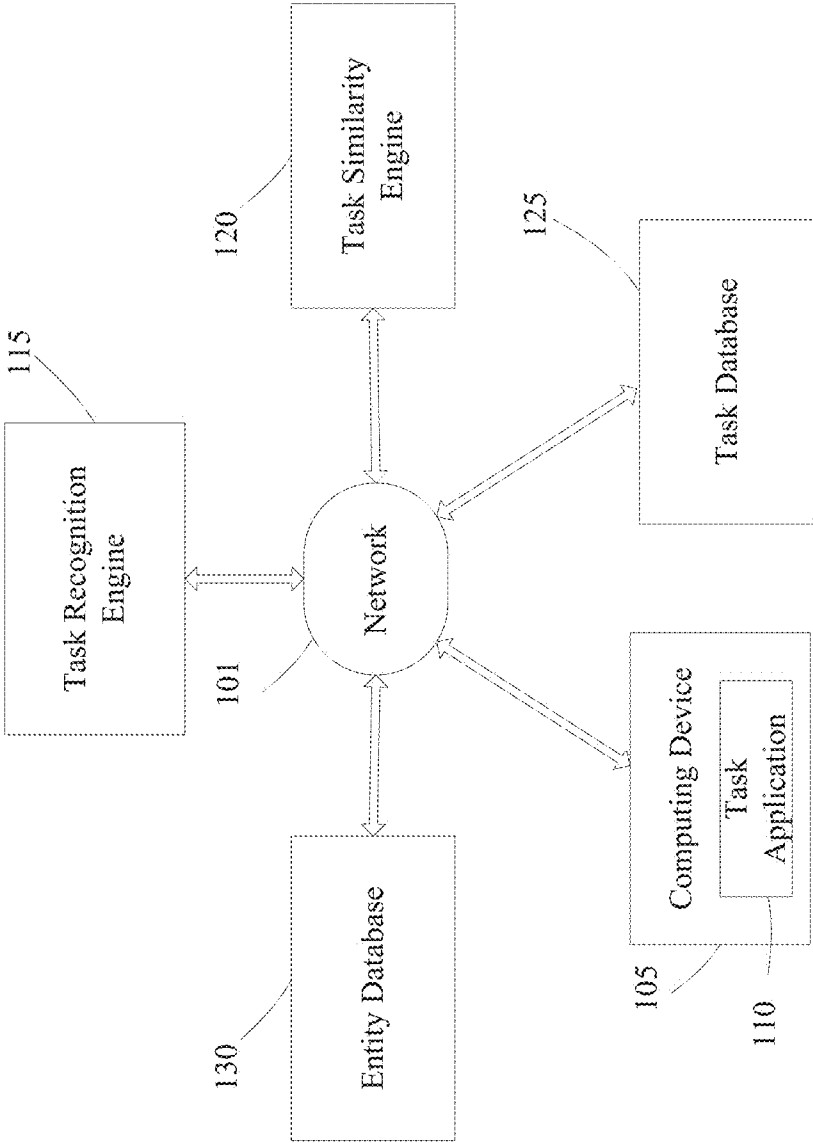 115
Task Recognition
Engine
120
Task Similarity
Engine
101
Network
130
Entity Database
125
Task Database
105
Computing Device
110
Task
Application